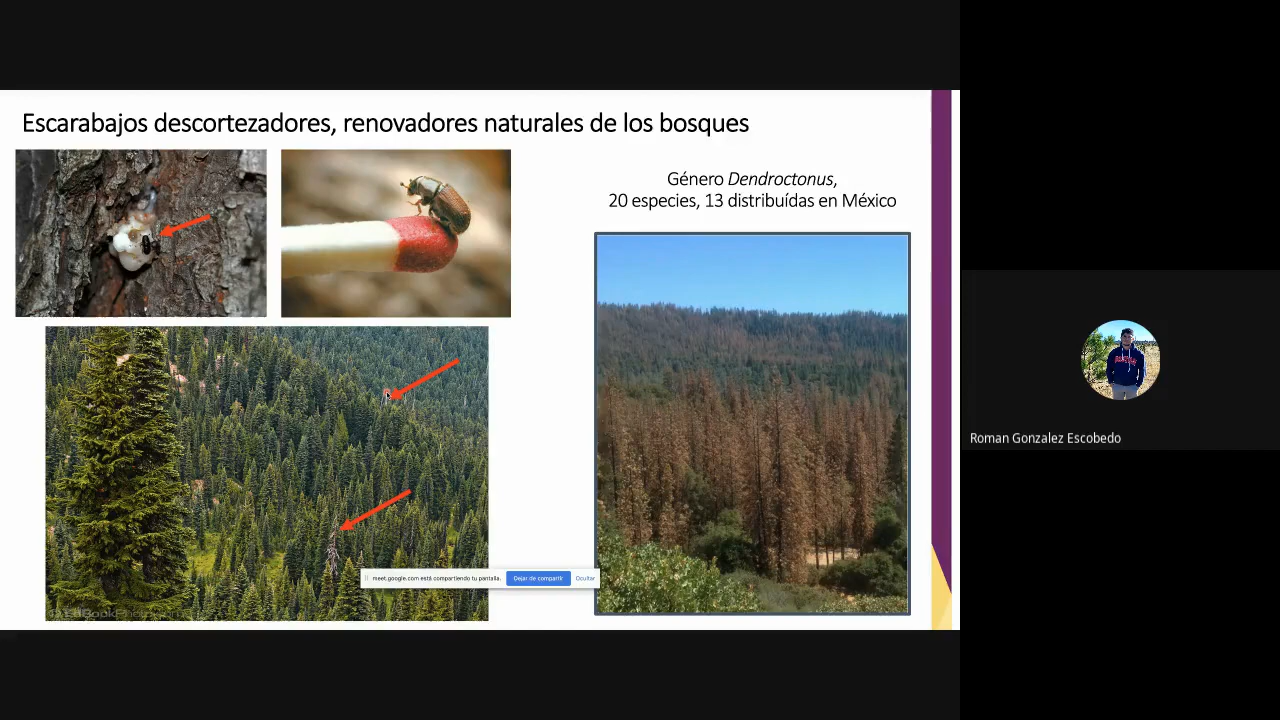 Escarabajos descortezadores, renovadores naturales de los bosques
Género Dendroctonus,
20 especies, 13 distribuídas en México
meet.google.com está compartiendo tu pantalla.
Dejar de compartir
Ocultar
Roman Gonzalez Escobedo